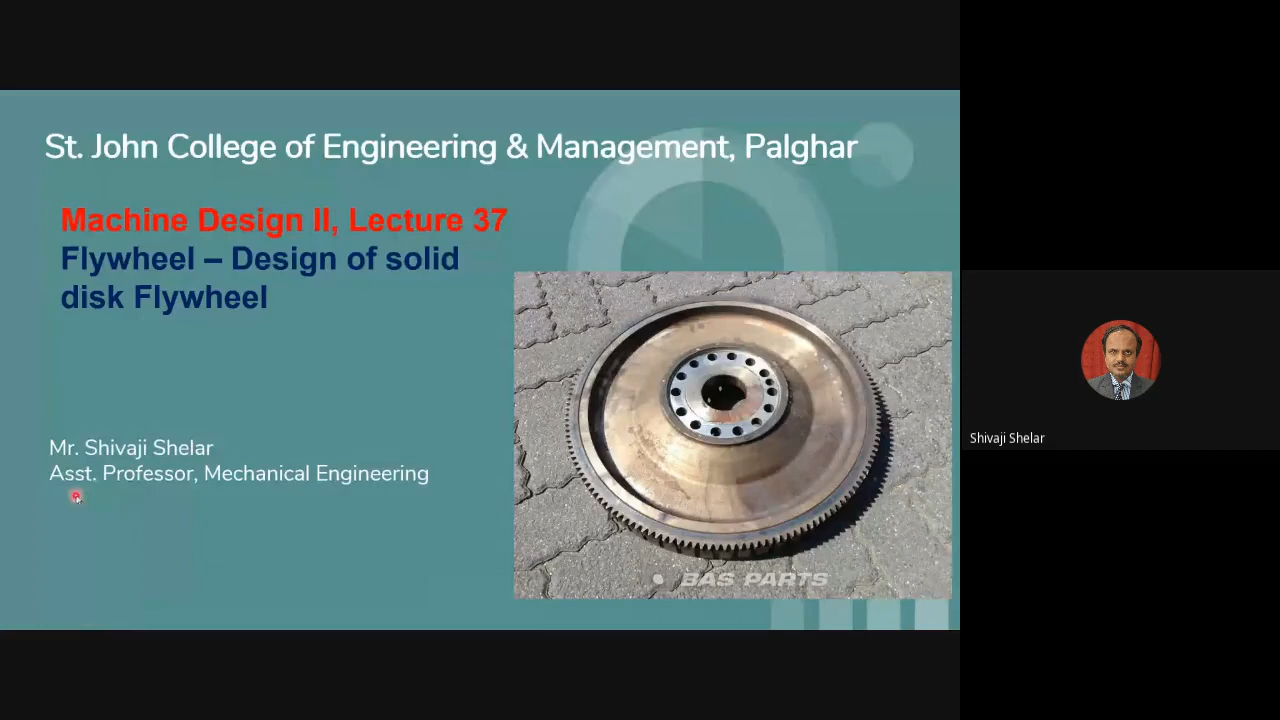 St. John College of Engineering & Management, Palghar
Machine Design II, Lecture 37
Flywheel – Design of solid
disk Flywheel
Mr. Shivaji Shelar
Asst. Professor, Mechanical Engineering
BAS PARTS
Shivaji Shelar